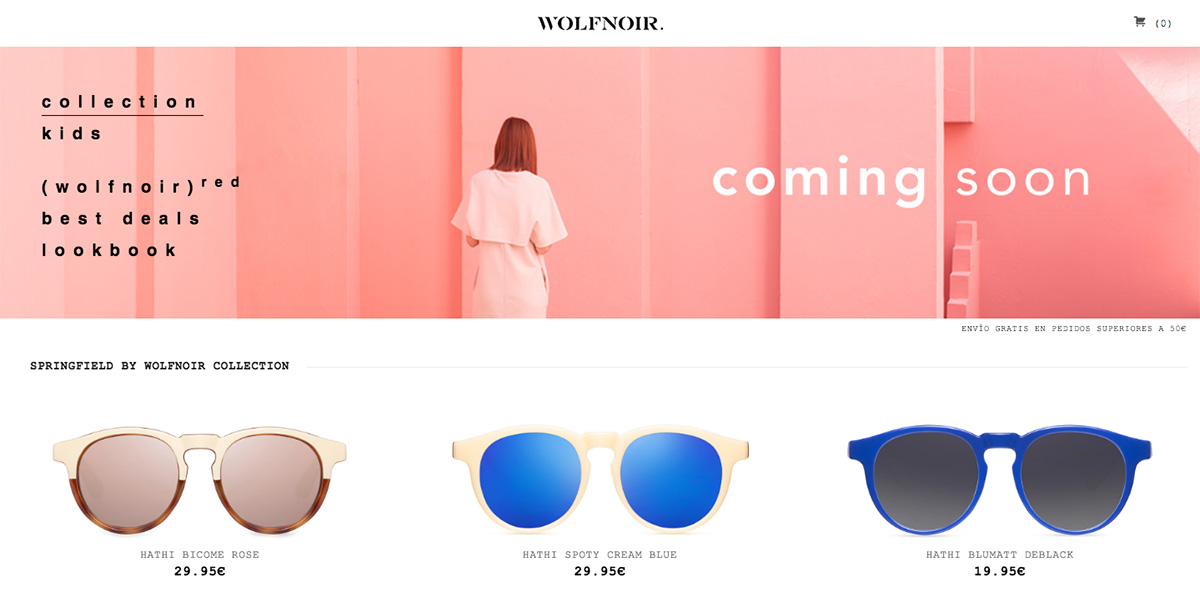 WOLFNOIR.
(0)
collection
kids
(wolfnoir)red
best deals
lookbook
coming soon
ENVÍO GRATIS EN PEDIDOS SUPERIORES A 50€
SPRINGFIELD BY WOLFNOIR COLLECTION
HATHI BICOME ROSE
29.95€
HATHI SPOTY CREAM BLUE
29.95€
HATHI BLUMATT DEBLACK
19.95€